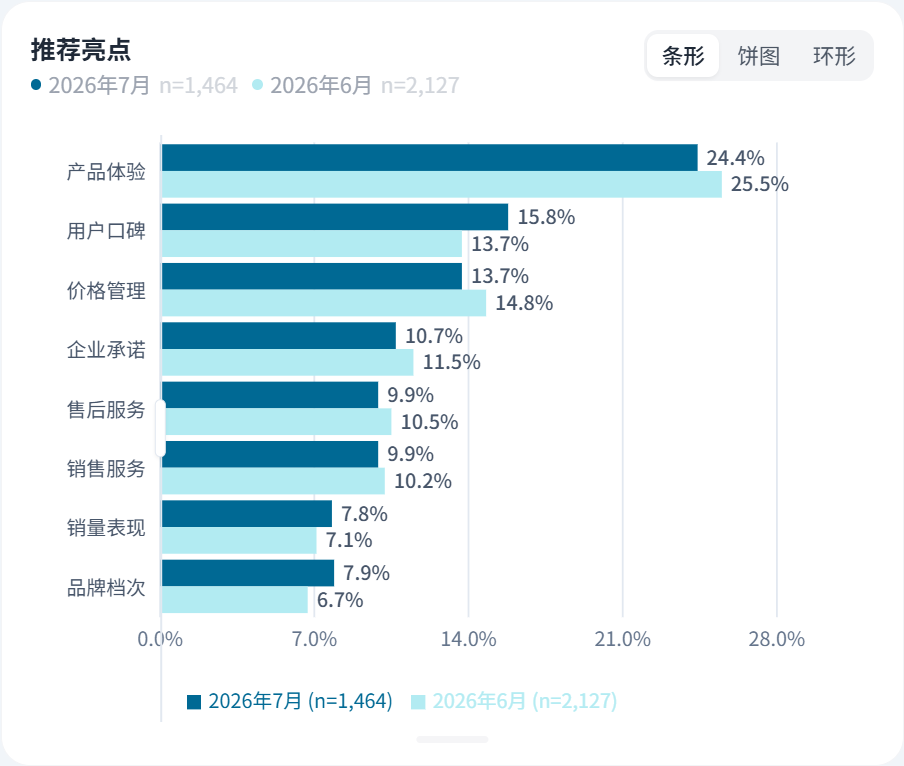 推荐亮点
条形 饼图 环形
2026年7月 n=1,464 2026年6月 n=2,127
产品体验 24.4%
25.5%
用户口碑 15.8%
13.7%
价格管理 13.7%
14.8%
企业承诺 10.7%
11.5%
售后服务 9.9%
10.5%
销售服务 9.9%
10.2%
销量表现 7.8%
7.1%
品牌档次 7.9%
6.7%
0.0% 7.0% 14.0% 21.0% 28.0%
2026年7月 (n=1,464) 2026年6月 (n=2,127)